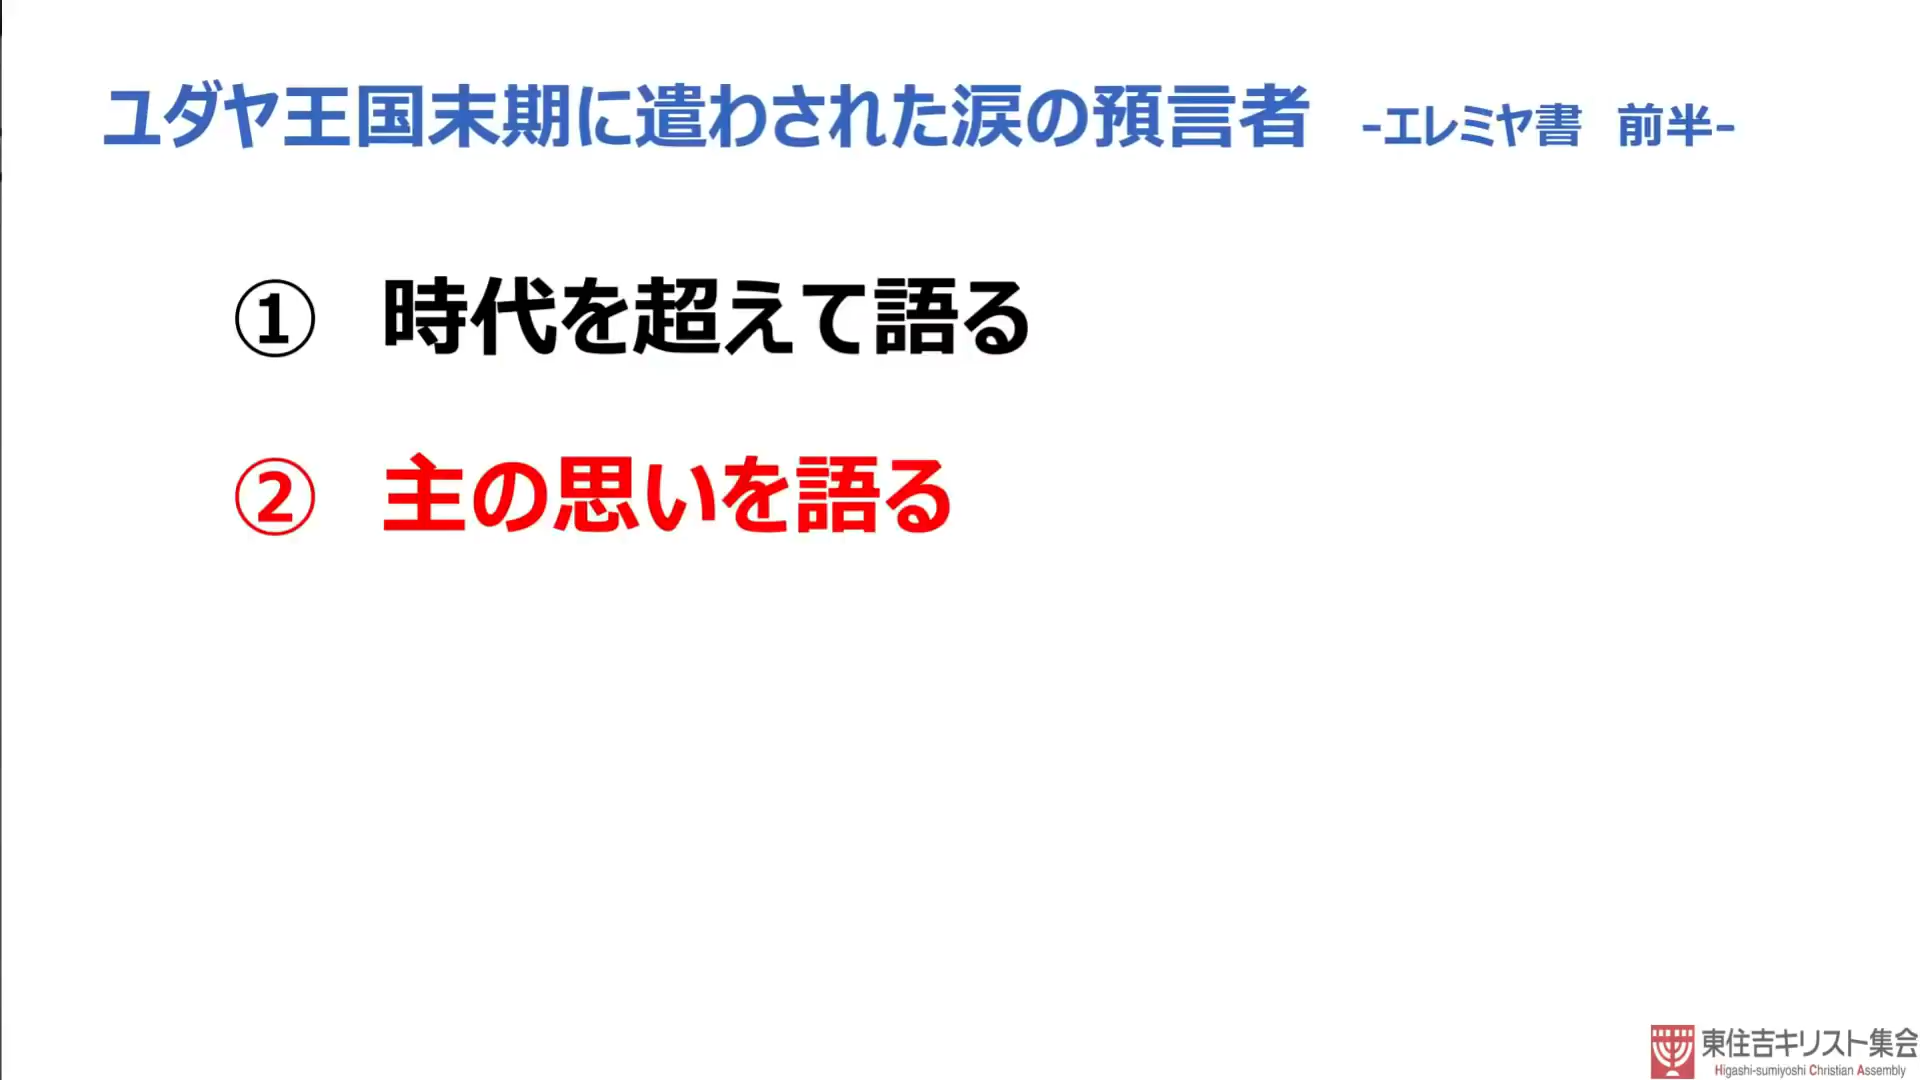 ユダヤ王国末期に遣わされた涙の預言者 -エレミヤ書 前半-
① 時代を超えて語る
② 主の思いを語る
東住吉キリスト集会
Higashi-sumiyoshi Christian Assembly